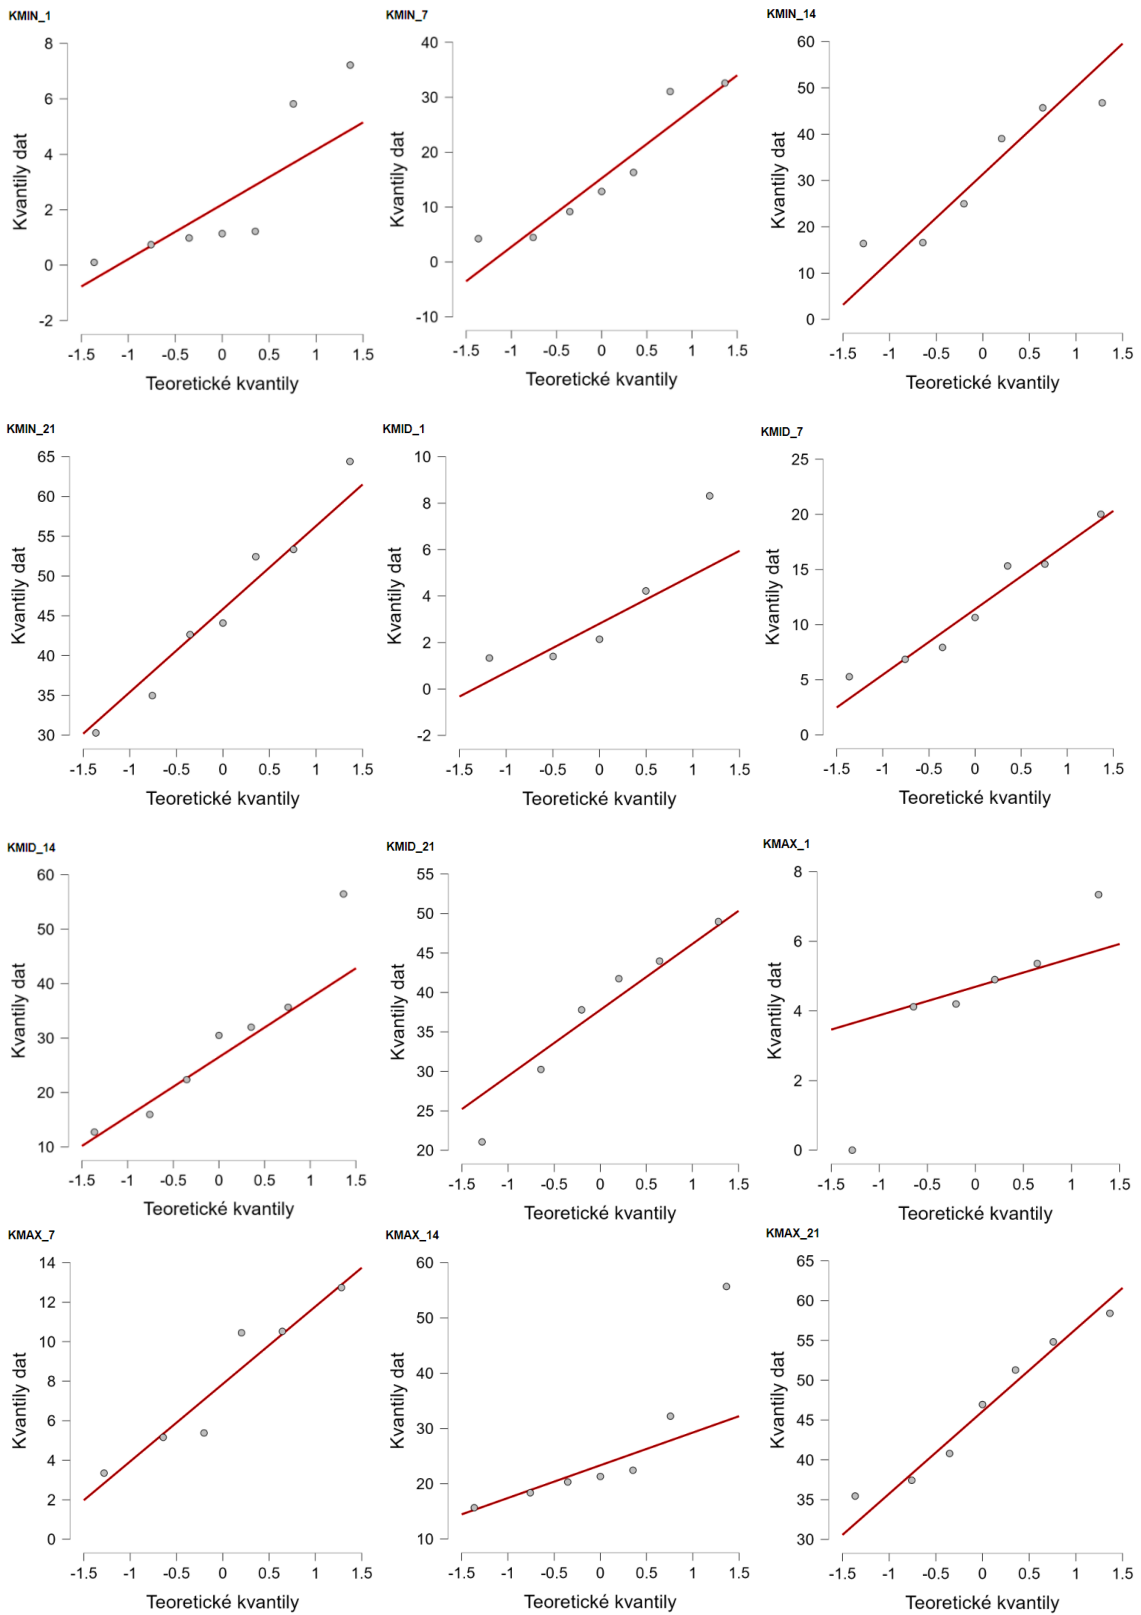 KMIN_1
8
6
4
2
0
-2
Kvantily dat
-1.5 -1 -0.5 0 0.5 1 1.5
Teoretické kvantily
KMIN_7
40
30
20
10
0
-10
Kvantily dat
-1.5 -1 -0.5 0 0.5 1 1.5
Teoretické kvantily
KMIN_14
60
50
40
30
20
10
0
Kvantily dat
-1.5 -1 -0.5 0 0.5 1 1.5
Teoretické kvantily
KMIN_21
65
60
55
50
45
40
35
30
Kvantily dat
-1.5 -1 -0.5 0 0.5 1 1.5
Teoretické kvantily
KMID_1
10
8
6
4
2
0
-2
Kvantily dat
-1.5 -1 -0.5 0 0.5 1 1.5
Teoretické kvantily
KMID_7
25
20
15
10
5
0
Kvantily dat
-1.5 -1 -0.5 0 0.5 1 1.5
Teoretické kvantily
KMID_14
60
50
40
30
20
10
Kvantily dat
-1.5 -1 -0.5 0 0.5 1 1.5
Teoretické kvantily
KMID_21
55
50
45
40
35
30
25
20
Kvantily dat
-1.5 -1 -0.5 0 0.5 1 1.5
Teoretické kvantily
KMAX_1
8
6
4
2
0
Kvantily dat
-1.5 -1 -0.5 0 0.5 1 1.5
Teoretické kvantily
KMAX_7
14
12
10
8
6
4
2
0
Kvantily dat
-1.5 -1 -0.5 0 0.5 1 1.5
Teoretické kvantily
KMAX_14
60
50
40
30
20
10
Kvantily dat
-1.5 -1 -0.5 0 0.5 1 1.5
Teoretické kvantily
KMAX_21
65
60
55
50
45
40
35
30
Kvantily dat
-1.5 -1 -0.5 0 0.5 1 1.5
Teoretické kvantily